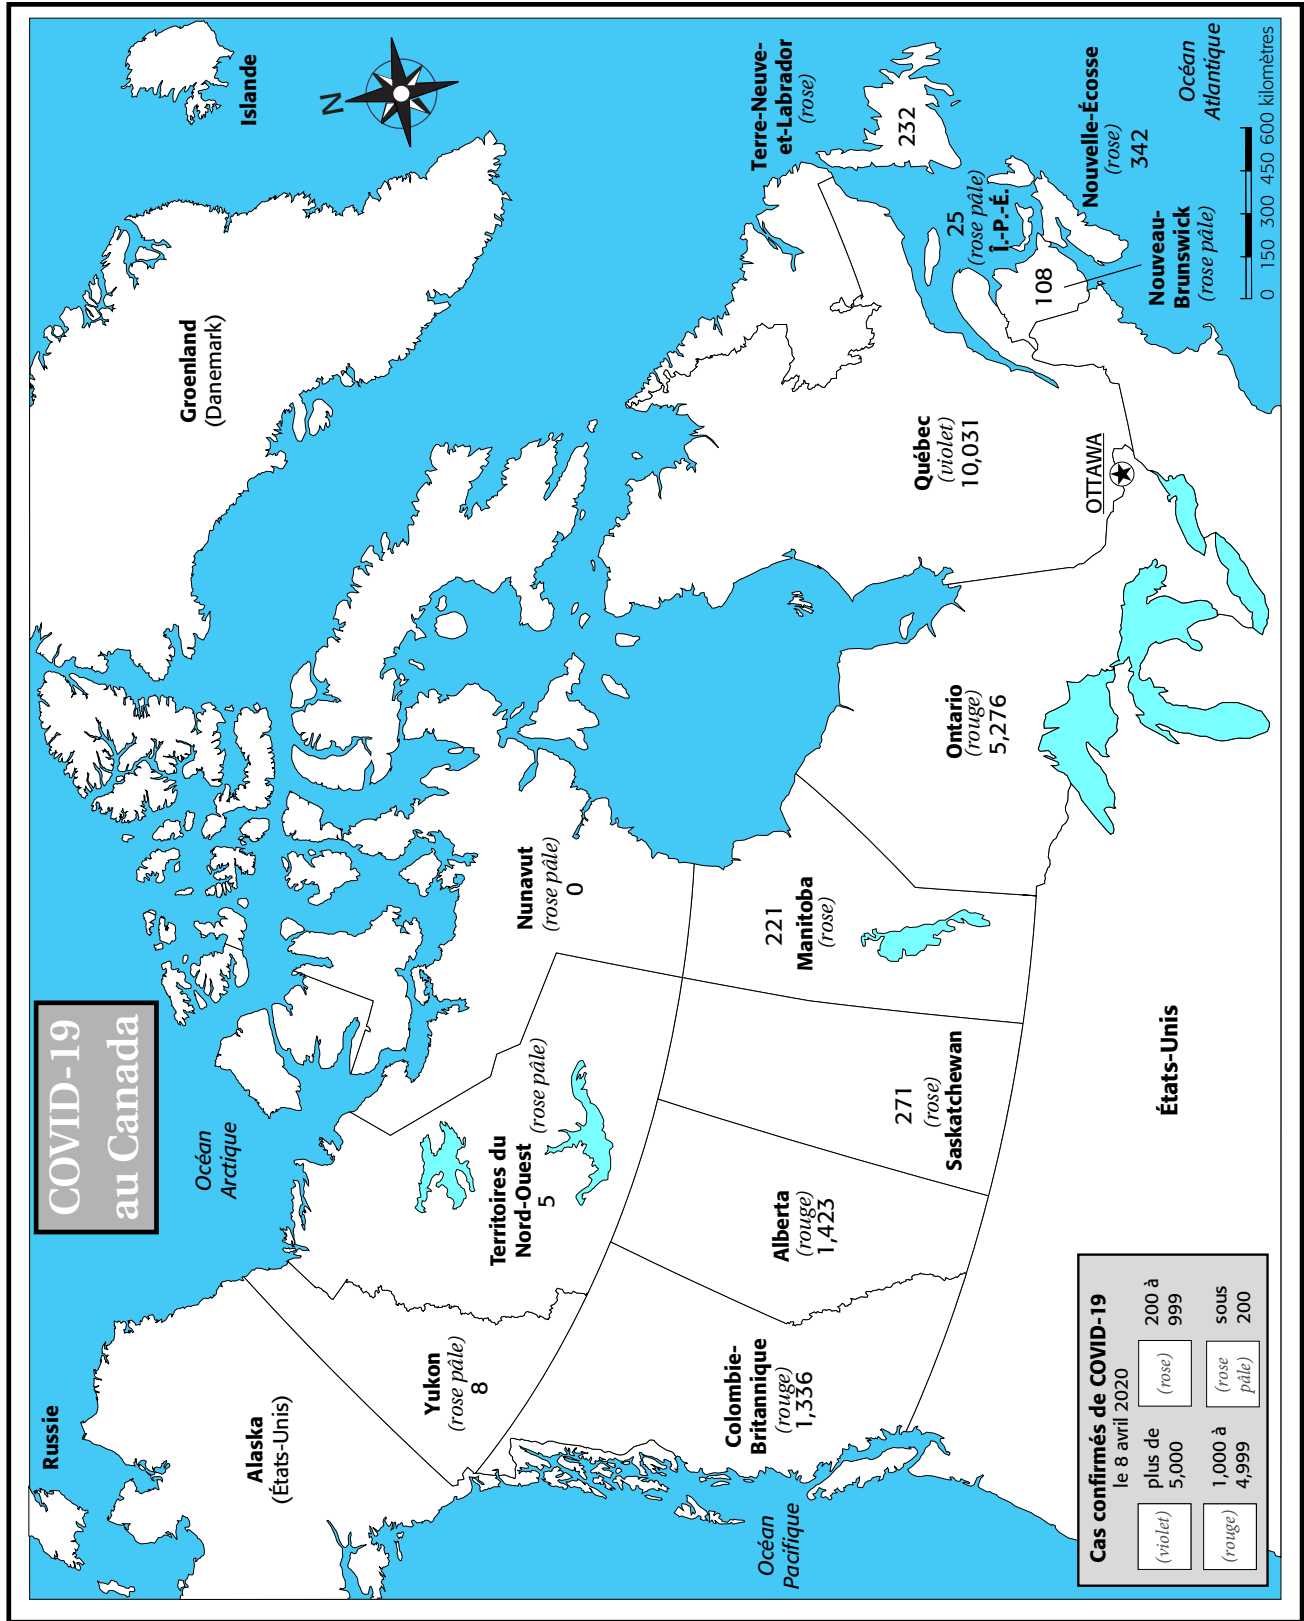 COVID-19
au Canada
Russie
Alaska
(États-Unis)
Océan
Arctique
Groenland
(Danemark)
Islande
N
Yukon
(rose pâle)
8
Territoires du
Nord-Ouest (rose pâle)
5
Nunavut
(rose pâle)
0
Colombie-
Britannique
(rouge)
1,336
Alberta
(rouge)
1,423
271
(rose)
Saskatchewan
221
Manitoba
(rose)
Ontario
(rouge)
5,276
Québec
(violet)
10,031
OTTAWA
Terre-Neuve-
et-Labrador
(rose)
232
25
(rose pâle)
Î.-P.-É.
108
Nouveau-
Brunswick
(rose pâle)
Nouvelle-Écosse
(rose)
342
Océan
Atlantique
Océan
Pacifique
États-Unis
Cas confirmés de COVID-19
le 8 avril 2020
(violet) plus de
5,000
(rose) 200 à
999
(rouge) 1,000 à
4,999
(rose
pâle) sous
200
0 150 300 450 600 kilomètres